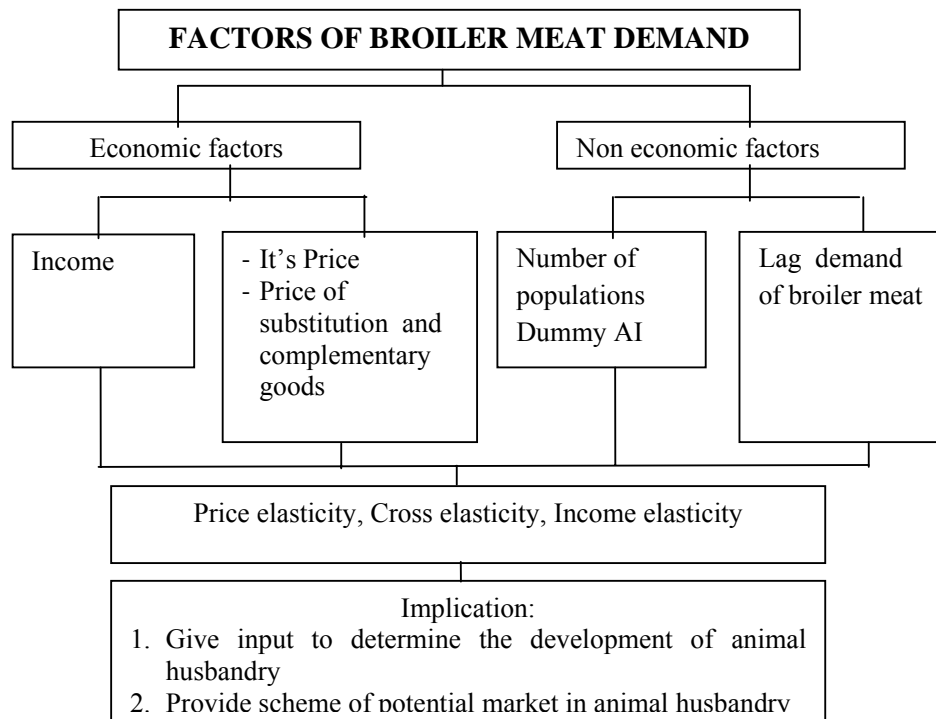 FACTORS OF BROILER MEAT DEMAND
Economic factors
Non economic factors
Income
- It's Price
- Price of
substitution and
complementary
goods
Number of
populations
Dummy AI
Lag demand
of broiler meat
Price elasticity, Cross elasticity, Income elasticity
Implication:
1. Give input to determine the development of animal
husbandry
2. Provide scheme of potential market in animal husbandry